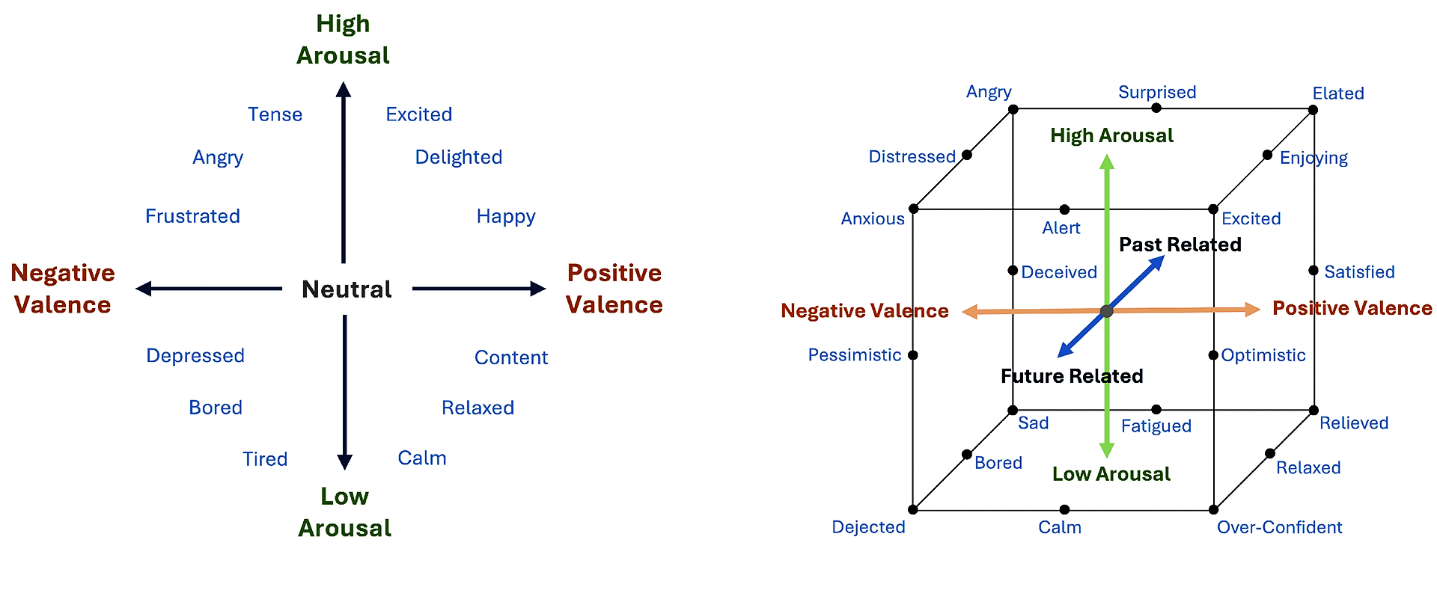 High
Arousal
Tense
Excited
Angry
Delighted
Frustrated
Happy
Negative
Valence
Neutral
Positive
Valence
Depressed
Content
Bored
Relaxed
Tired
Calm
Low
Arousal
Angry
Surprised
Elated
High Arousal
Distressed
Enjoying
Anxious
Alert
Excited
Past Related
Deceived
Satisfied
Negative Valence
Positive Valence
Pessimistic
Optimistic
Future Related
Sad
Fatigued
Relieved
Bored
Relaxed
Low Arousal
Dejected
Calm
Over-Confident